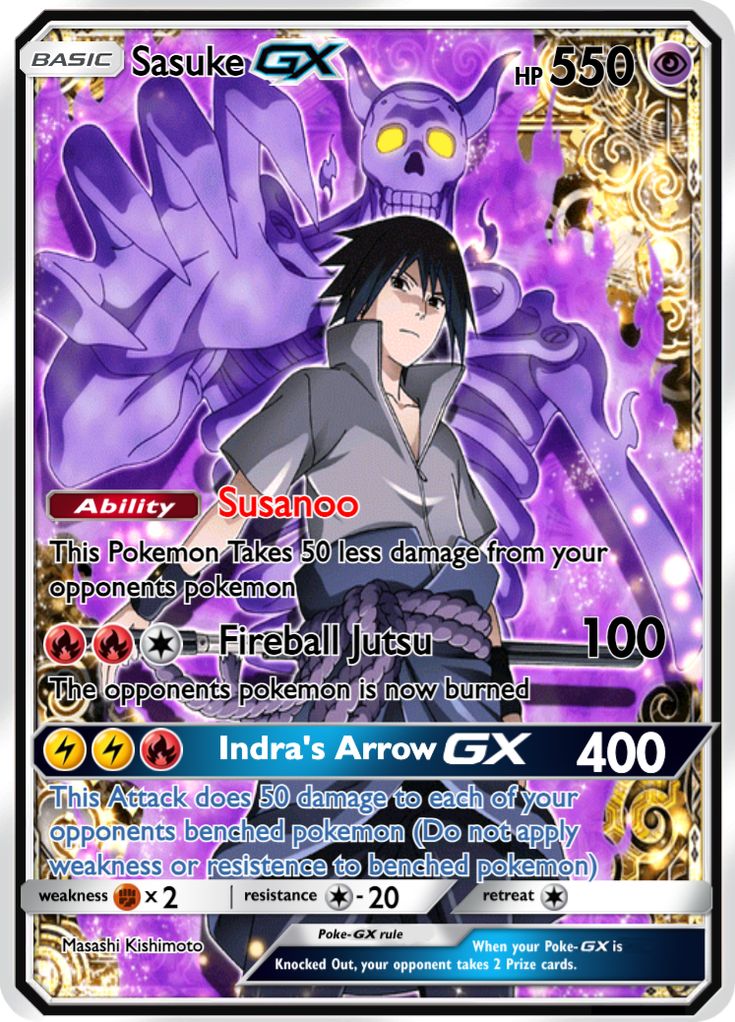 BASIC Sasuke GX HP 550
Ability Susanoo
This Pokemon Takes 50 less damage from your
opponents pokemon
Fireball Jutsu 100
The opponents pokemon is now burned
Indra's Arrow GX 400
This Attack does 50 damage to each of your
opponents benched pokemon (Do not apply
weakness or resistence to benched pokemon)
weakness x 2 resistance - 20 retreat
Masashi Kishimoto
Poke-GX rule
When your Poke-GX is
Knocked Out, your opponent takes 2 Prize cards.